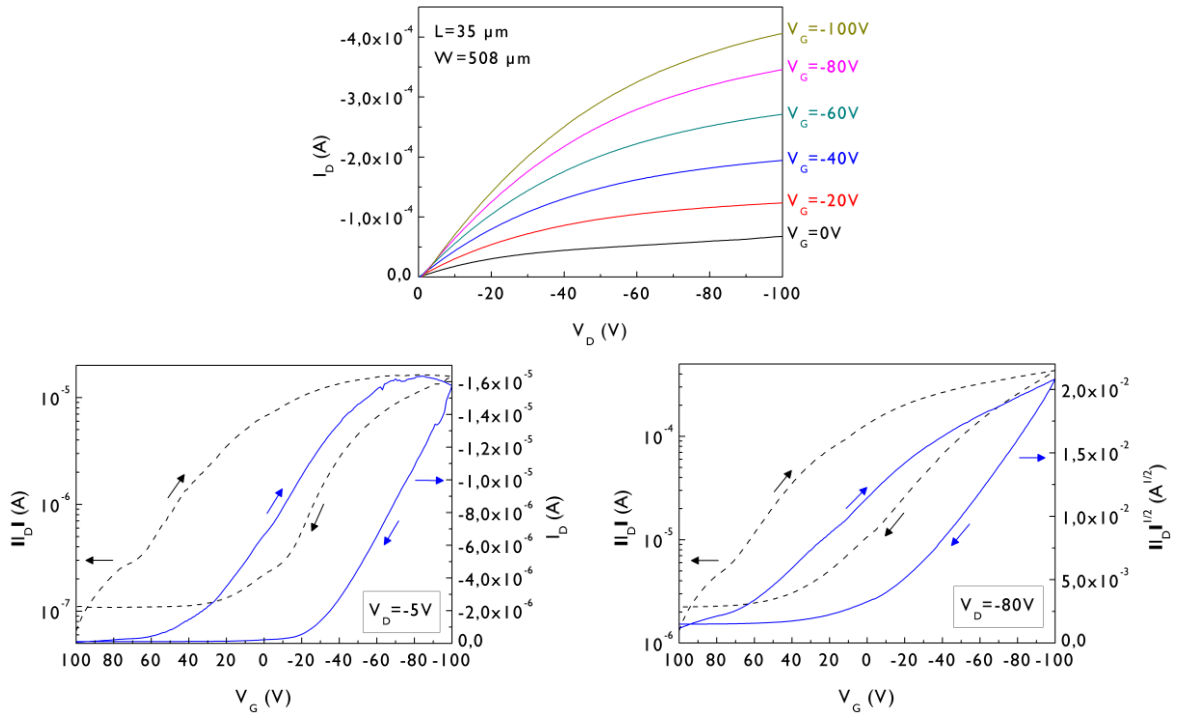 L=35 µm
W=508 µm
-4,0x10⁻⁴
-3,0x10⁻⁴
-2,0x10⁻⁴
-1,0x10⁻⁴
0,0
I_D (A)
0 -20 -40 -60 -80 -100
V_D (V)
V_G=-100V
V_G=-80V
V_G=-60V
V_G=-40V
V_G=-20V
V_G=0V
10⁻⁵
10⁻⁶
10⁻⁷
|I_D| (A)
-1,6x10⁻⁵
-1,4x10⁻⁵
-1,2x10⁻⁵
-1,0x10⁻⁵
-8,0x10⁻⁶
-6,0x10⁻⁶
-4,0x10⁻⁶
-2,0x10⁻⁶
0,0
I_D (A)
V_D=-5V
100 80 60 40 20 0 -20 -40 -60 -80 -100
V_G (V)
10⁻⁴
10⁻⁵
10⁻⁶
|I_D| (A)
2,0x10⁻²
1,5x10⁻²
1,0x10⁻²
5,0x10⁻³
0,0
|I_D|^1/2 (A^1/2)
V_D=-80V
100 80 60 40 20 0 -20 -40 -60 -80 -100
V_G (V)